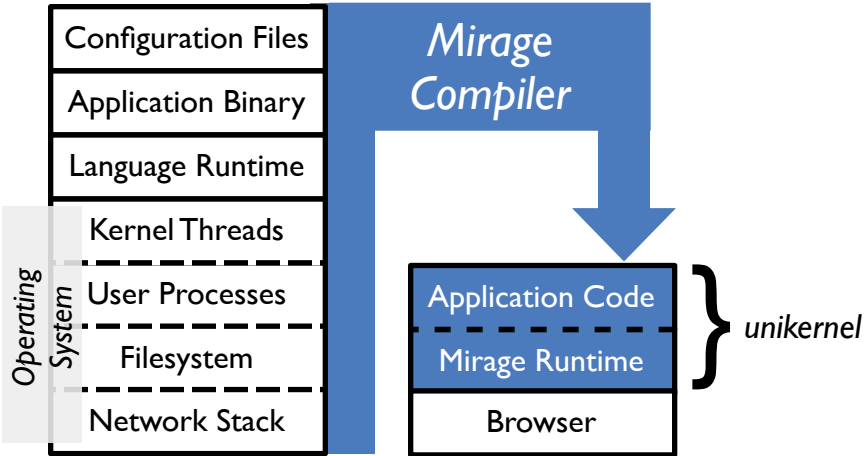 Configuration Files
Application Binary
Language Runtime
Kernel Threads
User Processes
Filesystem
Network Stack
Operating
System
Mirage
Compiler
Application Code
Mirage Runtime
Browser
unikernel